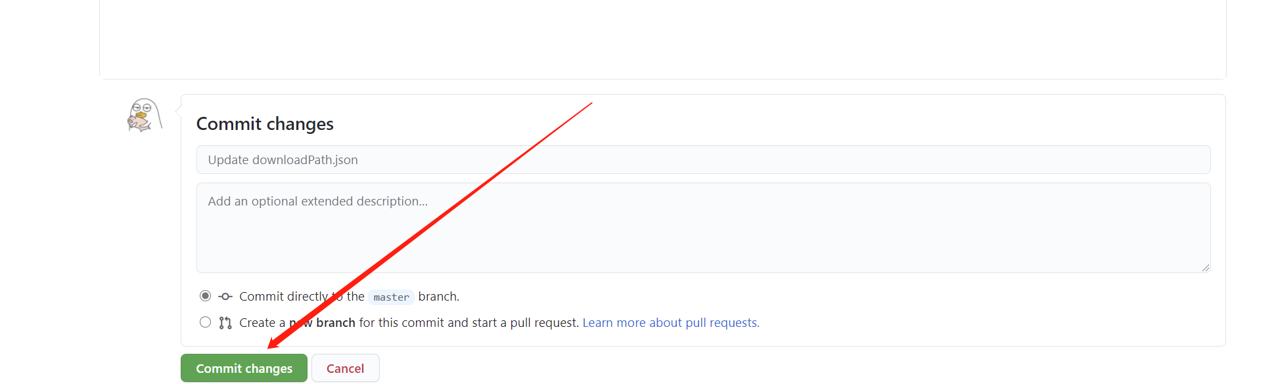 Commit changes
Update downloadPath.json
Add an optional extended description...
Commit directly to the master branch.
Create a new branch for this commit and start a pull request. Learn more about pull requests.
Commit changes Cancel